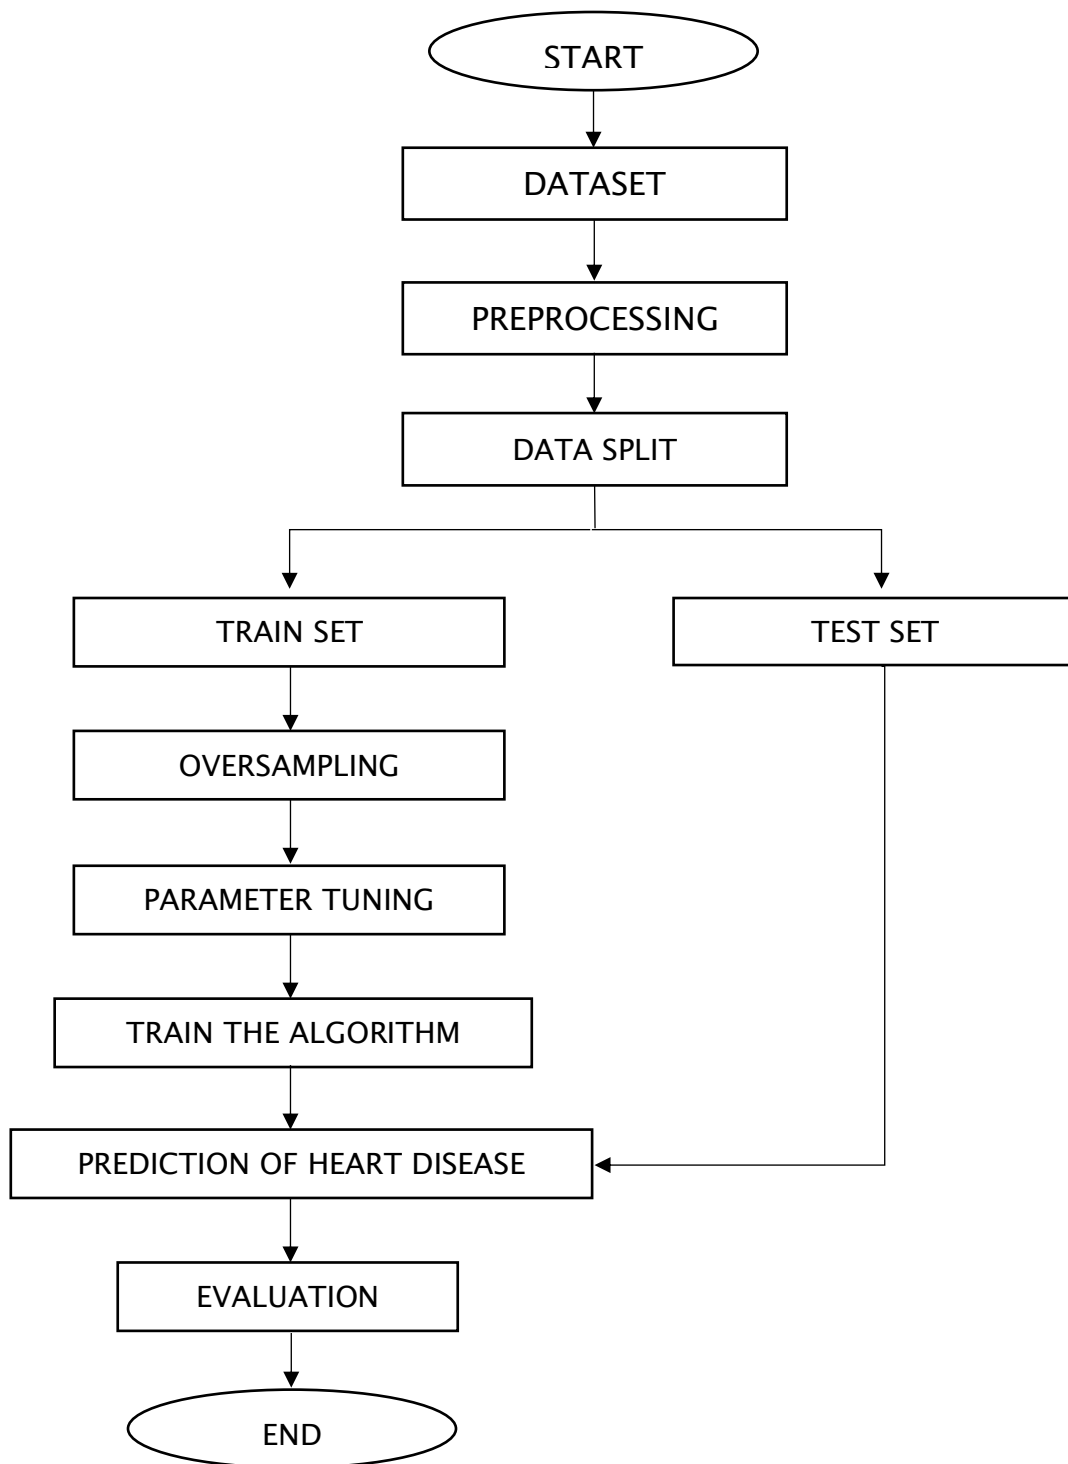 START
DATASET
PREPROCESSING
DATA SPLIT
TRAIN SET
TEST SET
OVERSAMPLING
PARAMETER TUNING
TRAIN THE ALGORITHM
PREDICTION OF HEART DISEASE
EVALUATION
END